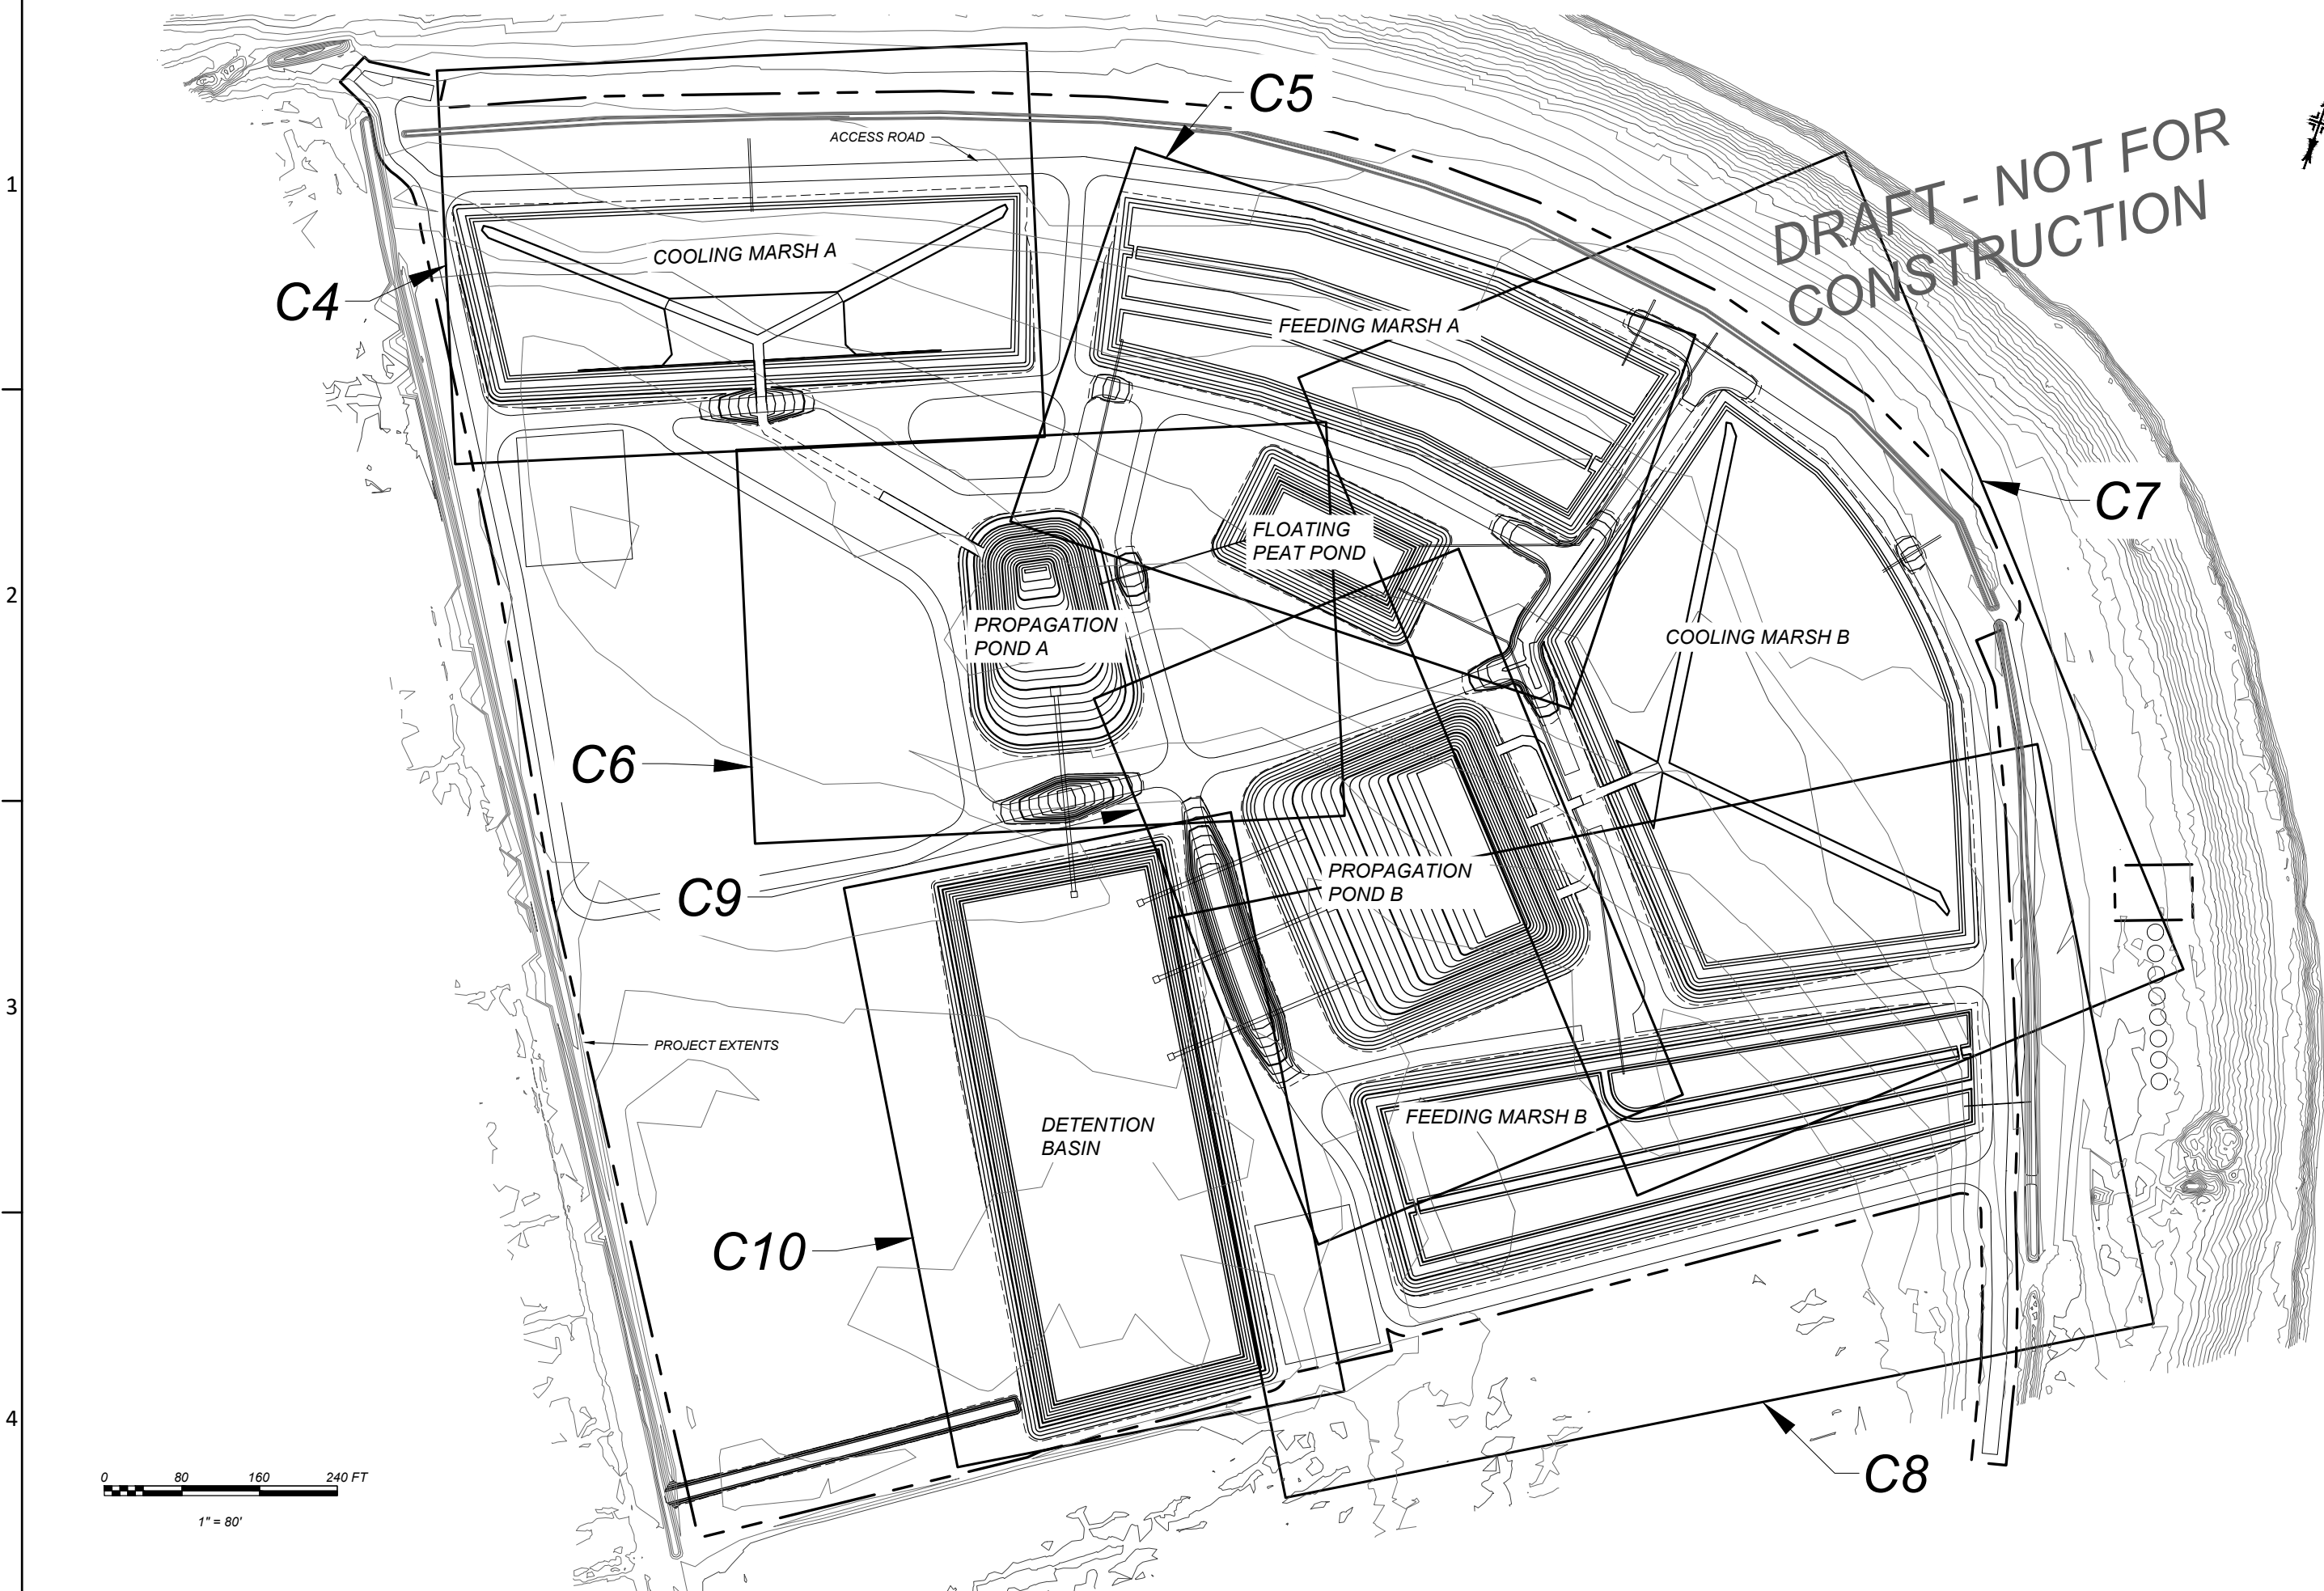 C5
ACCESS ROAD
1
DRAFT - NOT FOR
CONSTRUCTION
COOLING MARSH A
C4
FEEDING MARSH A
C7
FLOATING
PEAT POND
2
PROPAGATION
POND A
COOLING MARSH B
C6
PROPAGATION
POND B
C9
3
PROJECT EXTENTS
DETENTION
BASIN
FEEDING MARSH B
C10
4
0 80 160 240 FT
1" = 80'
C8